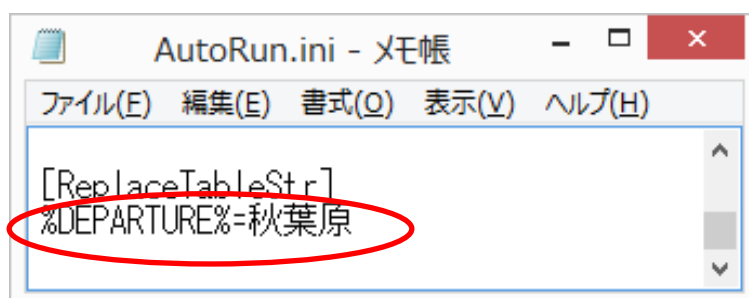 AutoRun.ini - メモ帳
ファイル(F) 編集(E) 書式(O) 表示(V) ヘルプ(H)
[ReplaceTableStr]
%DEPARTURE%=秋葉原